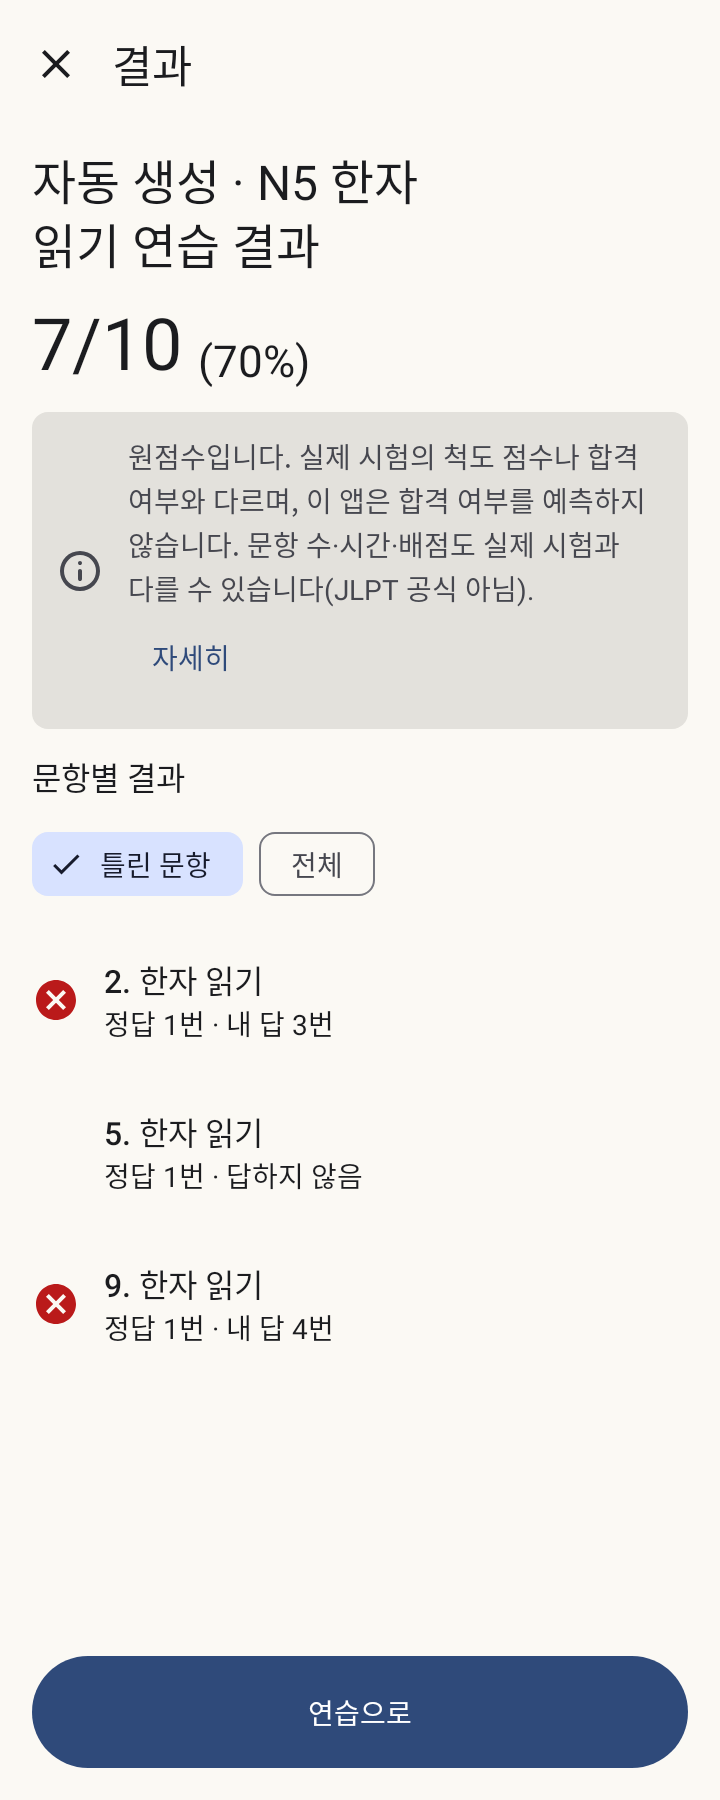 결과
자동 생성 · N5 한자
읽기 연습 결과
7/10 (70%)
원점수입니다. 실제 시험의 척도 점수나 합격
여부와 다르며, 이 앱은 합격 여부를 예측하지
않습니다. 문항 수·시간·배점도 실제 시험과
다를 수 있습니다(JLPT 공식 아님).
자세히
문항별 결과
틀린 문항
전체
2. 한자 읽기
정답 1번 · 내 답 3번
5. 한자 읽기
정답 1번 · 답하지 않음
9. 한자 읽기
정답 1번 · 내 답 4번
연습으로